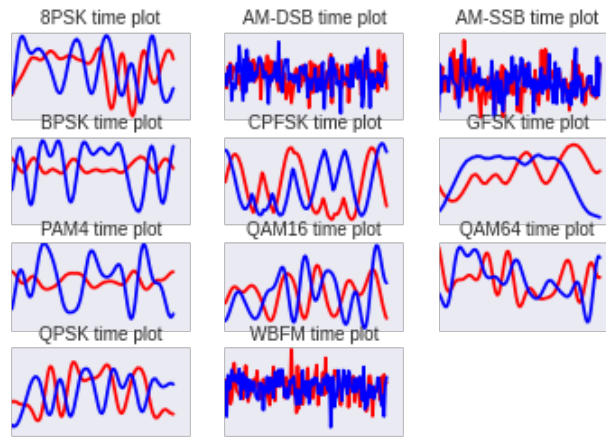 8PSK time plot
AM-DSB time plot
AM-SSB time plot
BPSK time plot
CPFSK time plot
GFSK time plot
PAM4 time plot
QAM16 time plot
QAM64 time plot
QPSK time plot
WBFM time plot